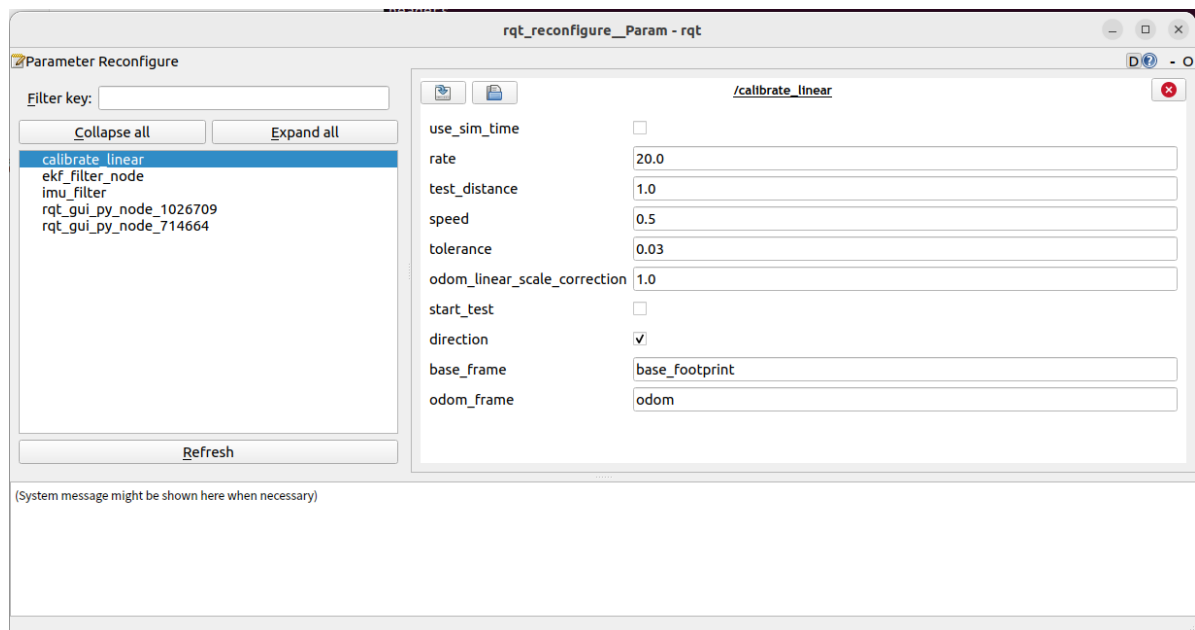 rqt_reconfigure__Param - rqt
Parameter Reconfigure
D - O
Filter key:
/calibrate_linear
Collapse all Expand all
calibrate_linear
ekf_filter_node
imu_filter
rqt_gui_py_node_1026709
rqt_gui_py_node_714664
Refresh
use_sim_time
rate 20.0
test_distance 1.0
speed 0.5
tolerance 0.03
odom_linear_scale_correction 1.0
start_test
direction
base_frame base_footprint
odom_frame odom
(System message might be shown here when necessary)